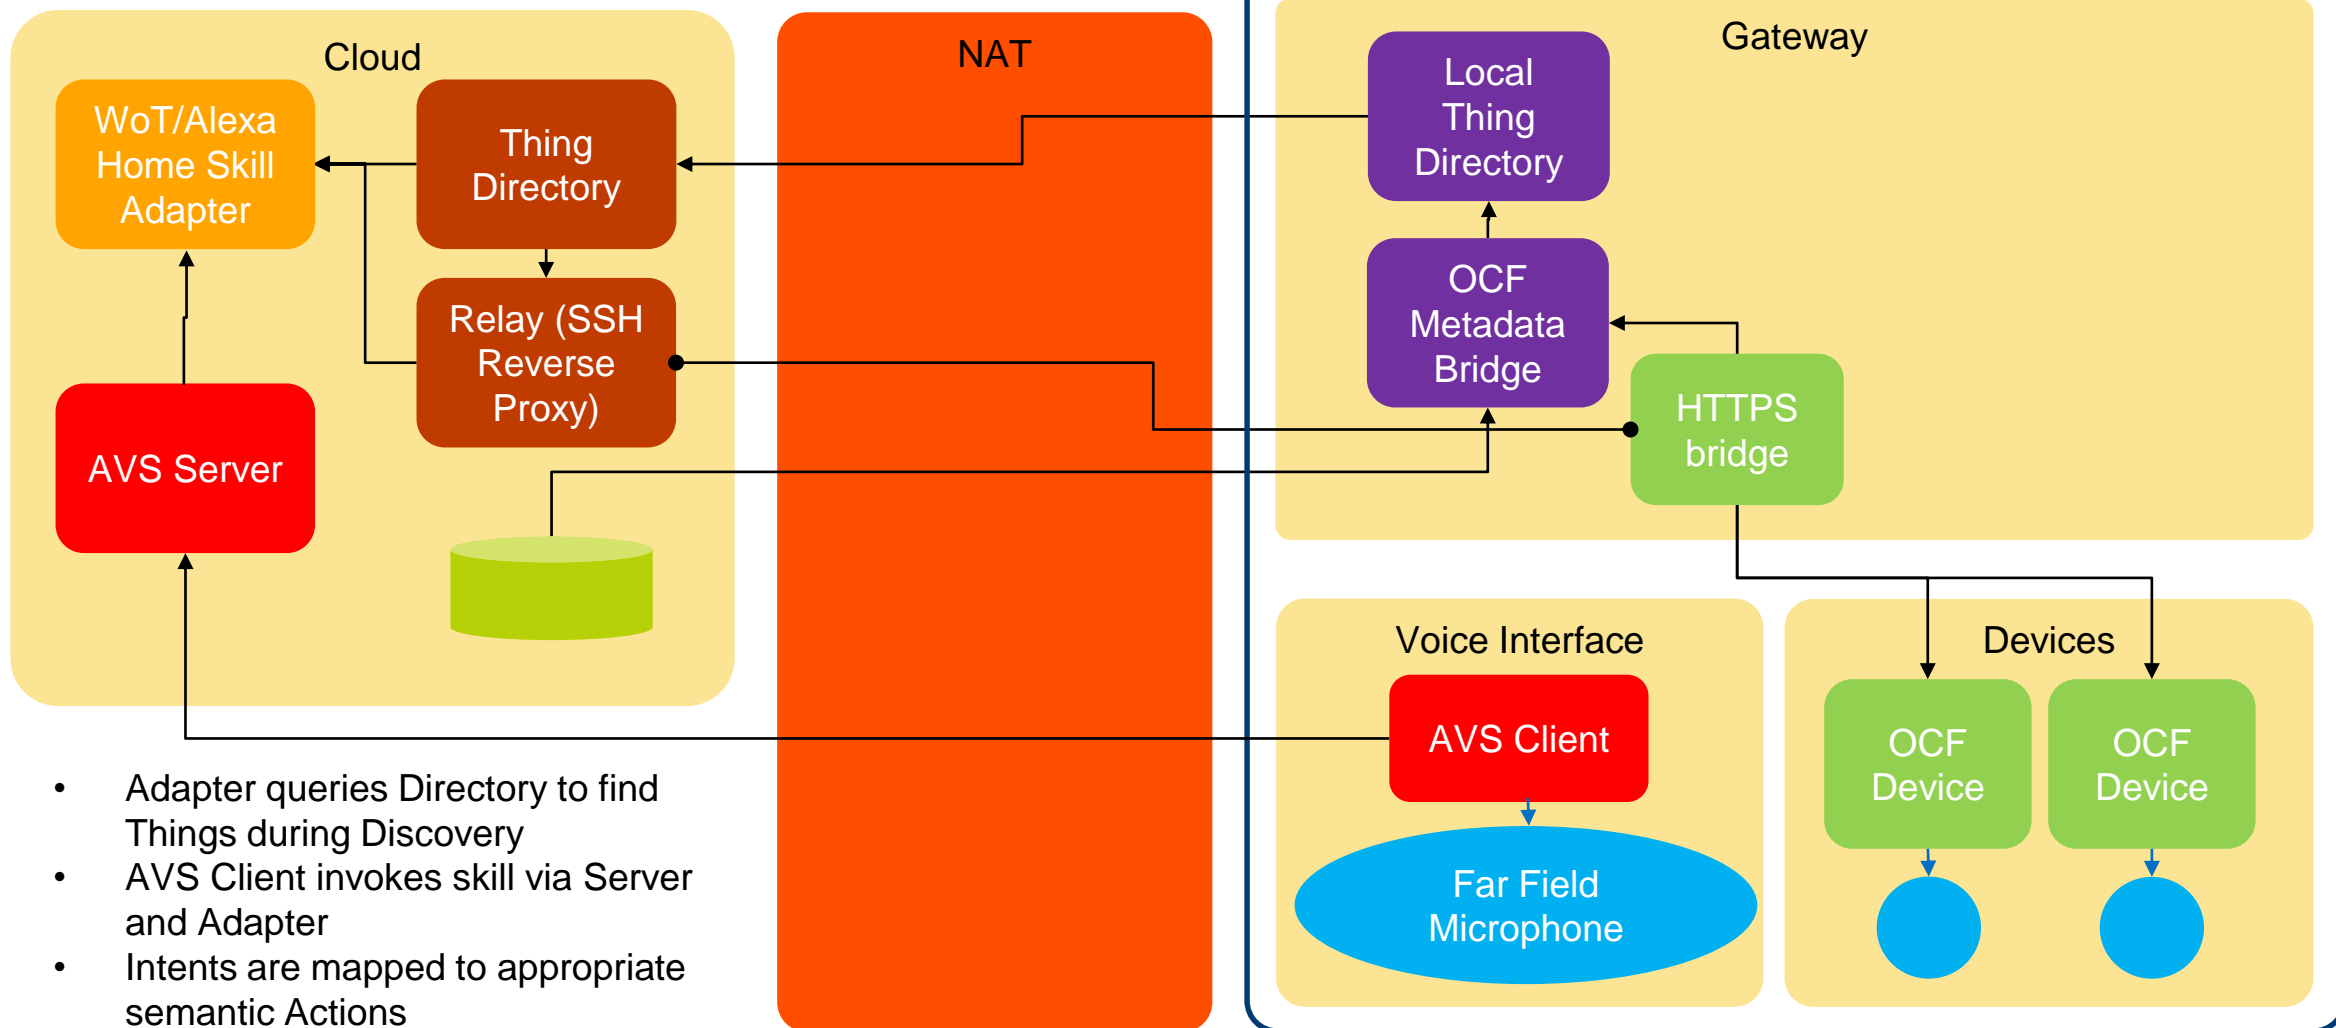 Cloud
WoT/Alexa
Home Skill
Adapter
Thing
Directory
Relay (SSH
Reverse
Proxy)
AVS Server
NAT
Gateway
Local
Thing
Directory
OCF
Metadata
Bridge
HTTPS
bridge
Voice Interface
AVS Client
Far Field
Microphone
Devices
OCF
Device
OCF
Device
• Adapter queries Directory to find
Things during Discovery
• AVS Client invokes skill via Server
and Adapter
• Intents are mapped to appropriate
semantic Actions